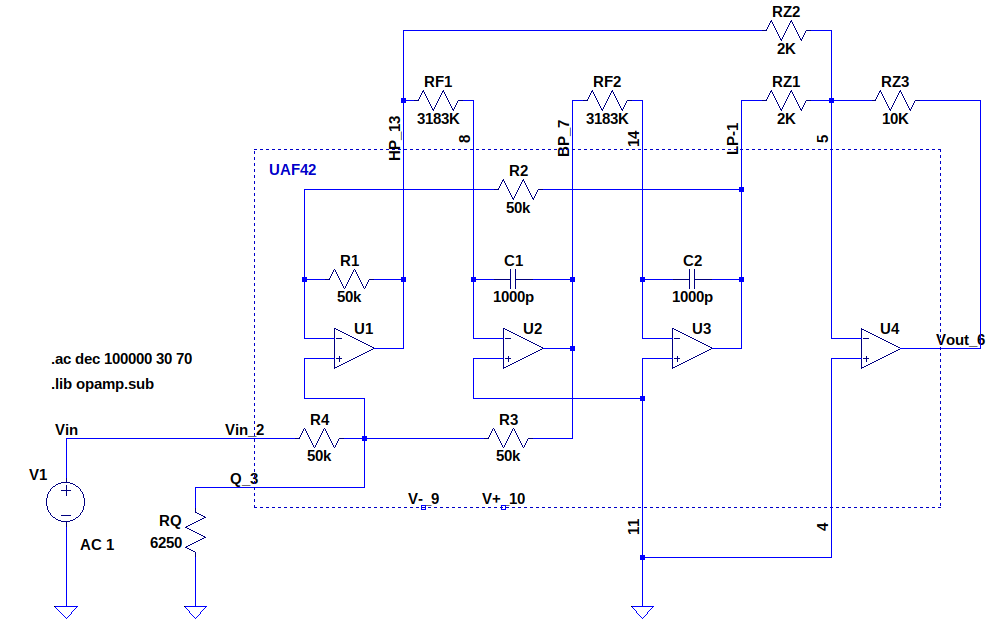 RZ2
2K
RF1
3183K
RF2
3183K
RZ1
2K
RZ3
10K
HP_13
8
BP_7
14
LP-1
5
UAF42
R2
50k
R1
50k
C1
1000p
C2
1000p
U1
U2
U3
U4
Vout_6
.ac dec 100000 30 70
.lib opamp.sub
Vin
Vin_2
R4
50k
R3
50k
V1
AC 1
Q_3
RQ
6250
V-_9
V+_10
11
4